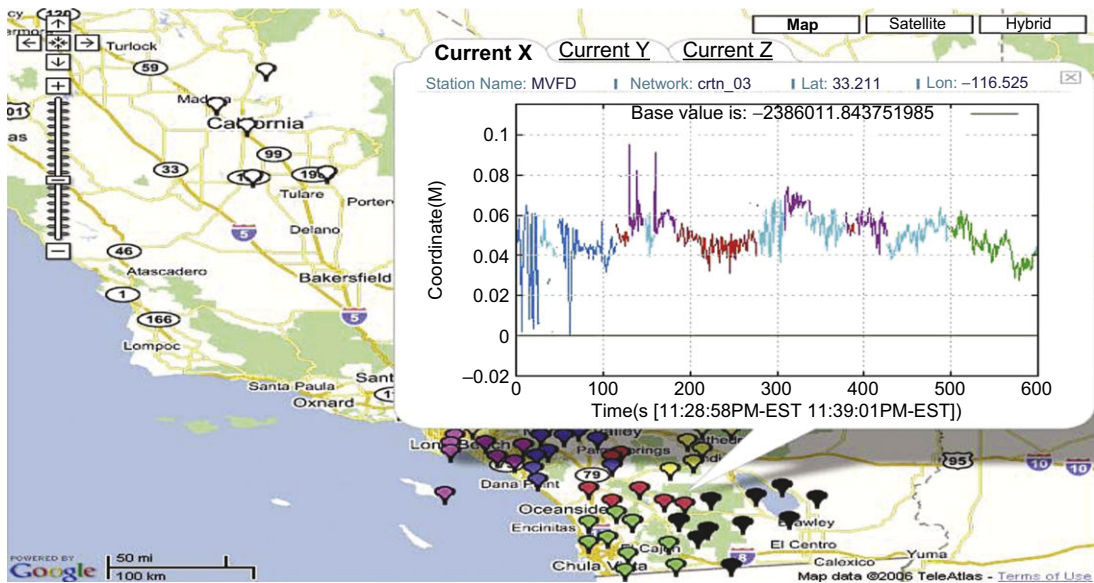 Map
Satellite
Hybrid
Turlock
59
California
99
33
Tulare
Porter
Delano
5
46
Bakersfield
Atascadero
1
5
166
Lompoc
Santa Paula
Oxnard
Current X
Current Y
Current Z
Station Name: MVFD
Network: crtn_03
Lat: 33.211
Lon: −116.525
Base value is: −2386011.843751985
Coordinate(M)
0.1
0.08
0.06
0.04
0.02
0
−0.02
0
100
200
300
400
500
600
Time(s [11:28:58PM-EST 11:39:01PM-EST])
Dana Point
79
95
10
10
Oceanside
Encinitas
El Cajon
Chula Vista
Brawley
El Centro
8
Calexico
Yuma
POWERED BY
Google
50 mi
100 km
Map data ©2006 TeleAtlas - Terms of Use